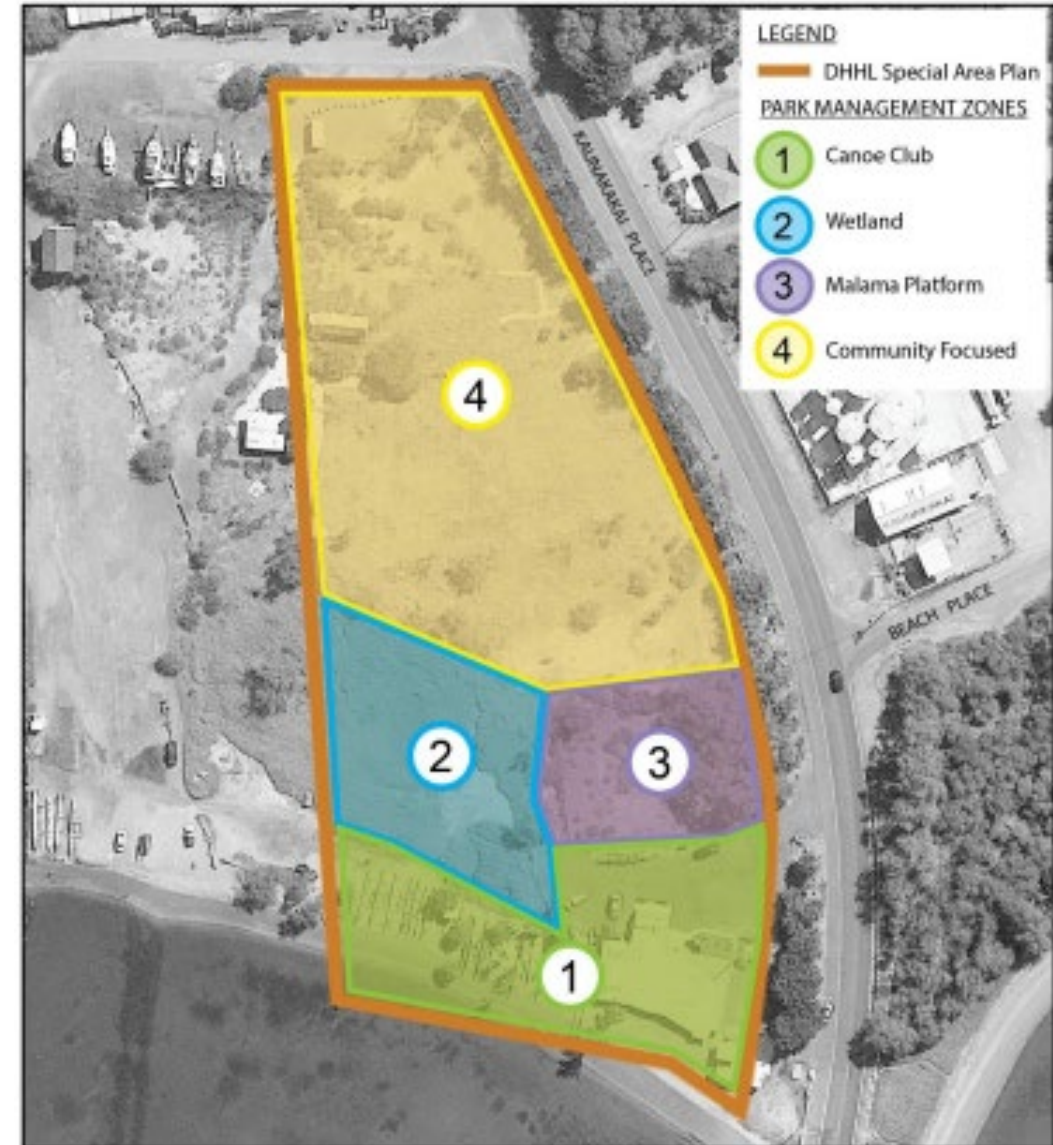 LEGEND
DHHL Special Area Plan
PARK MANAGEMENT ZONES
1 Canoe Club
2 Wetland
3 Malama Platform
4 Community Focused
KAUNAKAKAI PLACE
4
BEACH PLACE
2
3
1